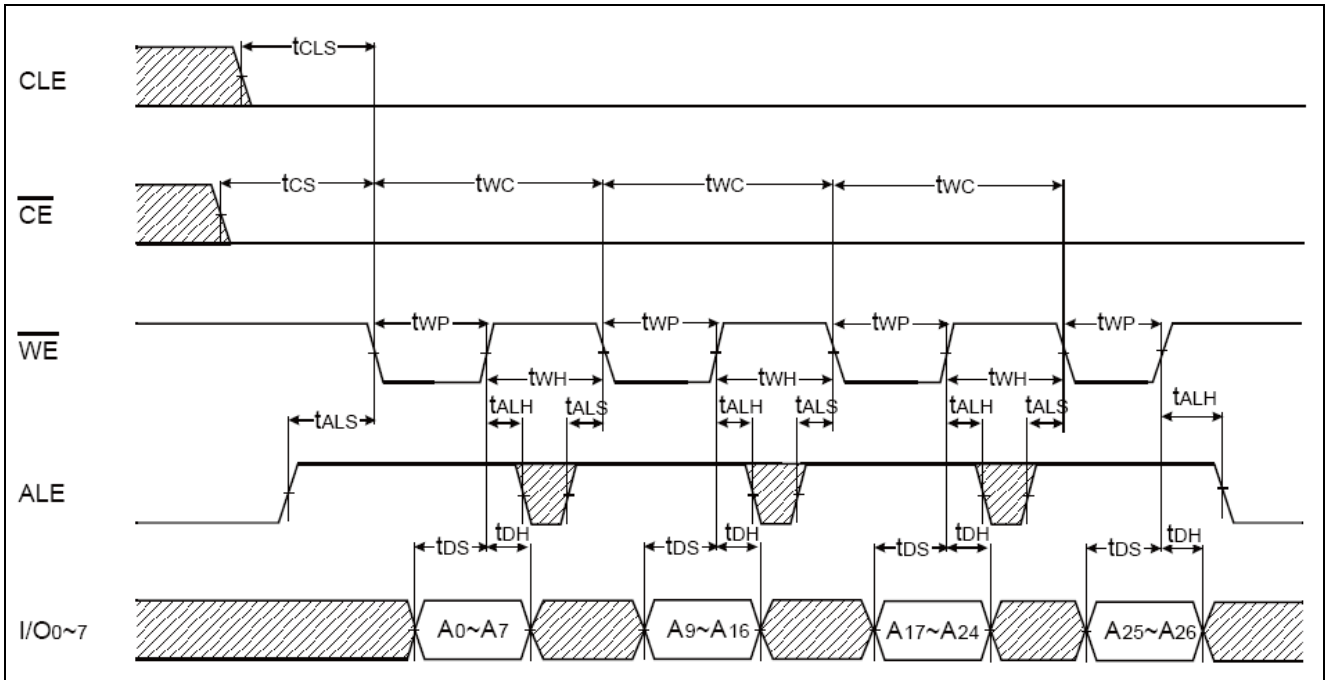 CLE
tCLS
CE
tCS tWC tWC tWC
WE
tWP tWP tWP tWP
tWH tWH tWH
tALS tALH tALS tALH tALS tALH tALS tALH
ALE
tDS tDH tDS tDH tDS tDH tDS tDH
I/O0~7 A0~A7 A9~A16 A17~A24 A25~A26